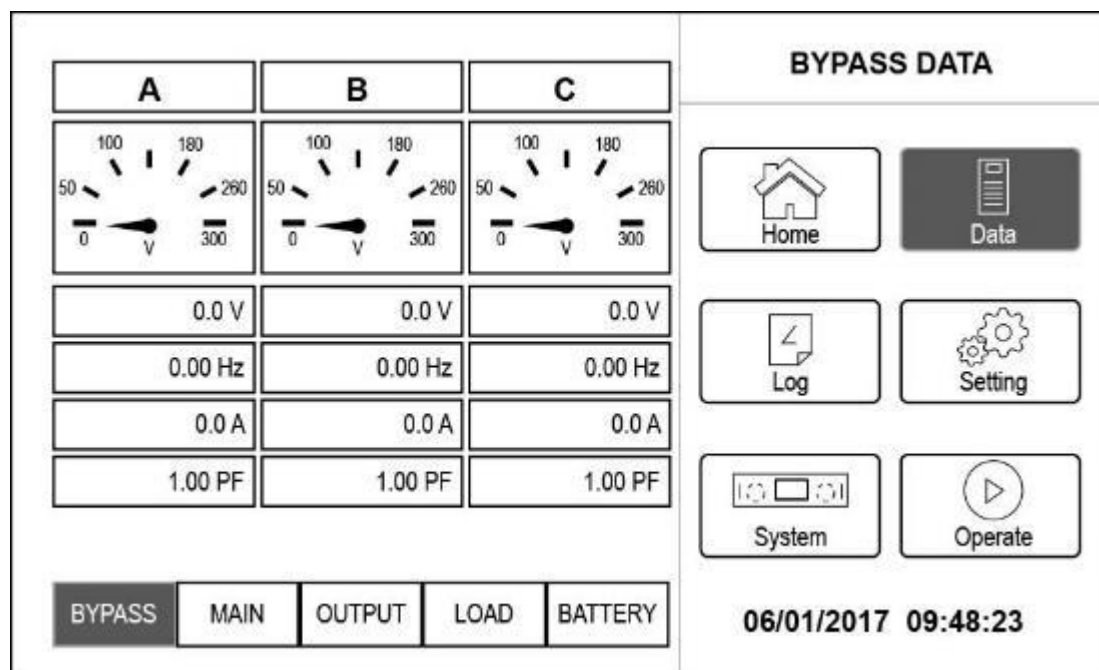 BYPASS DATA
A B C
100 180 100 180 100 180
50 260 50 260 50 260
0 V 300 0 V 300 0 V 300
0.0 V 0.0 V 0.0 V
0.00 Hz 0.00 Hz 0.00 Hz
0.0 A 0.0 A 0.0 A
1.00 PF 1.00 PF 1.00 PF
BYPASS MAIN OUTPUT LOAD BATTERY
Home Data
Log Setting
System Operate
06/01/2017 09:48:23